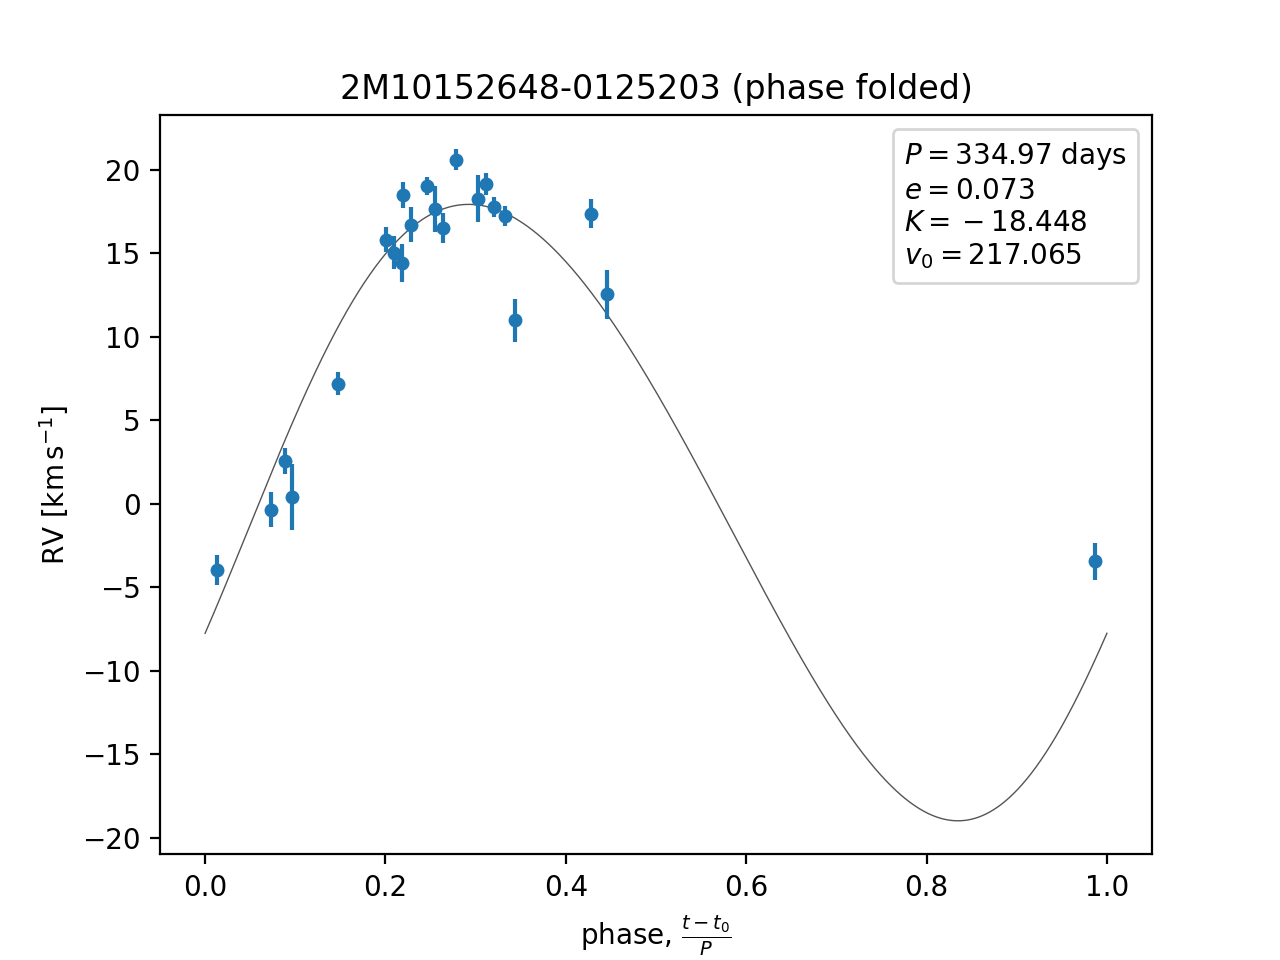 2M10152648-0125203 (phase folded)
P = 334.97 days
e = 0.073
K = −18.448
v₀ = 217.065
20
15
10
5
0
−5
−10
−15
−20
RV [km s⁻¹]
0.0 0.2 0.4 0.6 0.8 1.0
phase, (t − t₀)/P